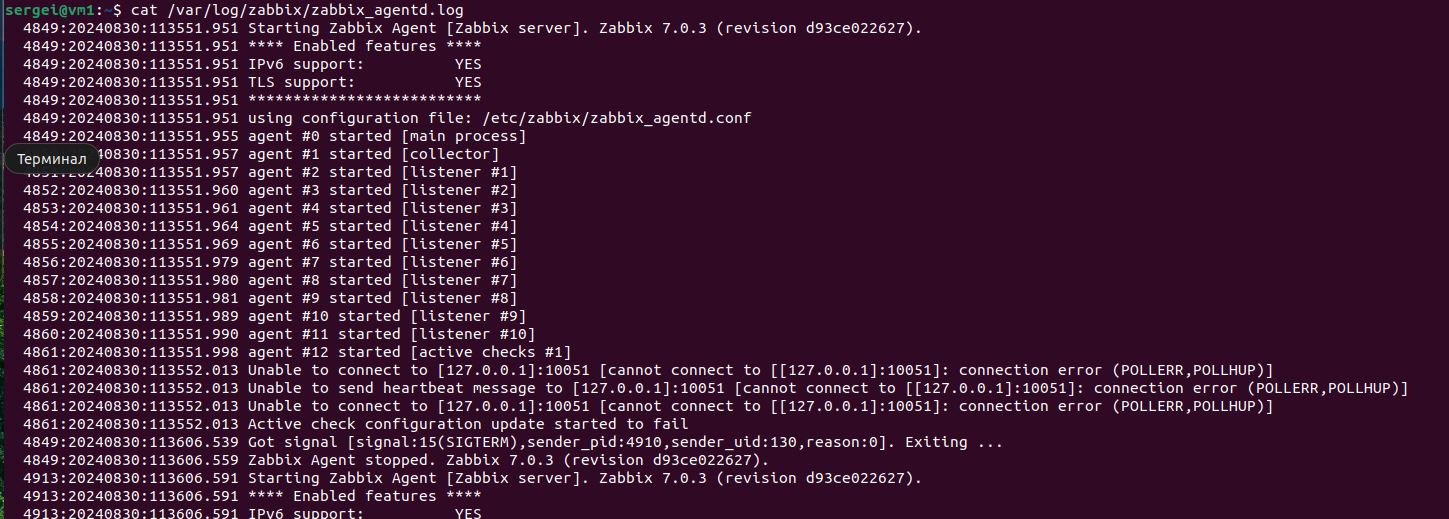 sergei@vm1:~$ cat /var/log/zabbix/zabbix_agentd.log
4849:20240830:113551.951 Starting Zabbix Agent [Zabbix server]. Zabbix 7.0.3 (revision d93ce022627).
4849:20240830:113551.951 **** Enabled features ****
4849:20240830:113551.951 IPv6 support:          YES
4849:20240830:113551.951 TLS support:           YES
4849:20240830:113551.951 **************************
4849:20240830:113551.951 using configuration file: /etc/zabbix/zabbix_agentd.conf
4849:20240830:113551.955 agent #0 started [main process]
Терминал
:20240830:113551.957 agent #1 started [collector]
:20240830:113551.957 agent #2 started [listener #1]
4852:20240830:113551.960 agent #3 started [listener #2]
4853:20240830:113551.961 agent #4 started [listener #3]
4854:20240830:113551.964 agent #5 started [listener #4]
4855:20240830:113551.969 agent #6 started [listener #5]
4856:20240830:113551.979 agent #7 started [listener #6]
4857:20240830:113551.980 agent #8 started [listener #7]
4858:20240830:113551.981 agent #9 started [listener #8]
4859:20240830:113551.989 agent #10 started [listener #9]
4860:20240830:113551.990 agent #11 started [listener #10]
4861:20240830:113551.998 agent #12 started [active checks #1]
4861:20240830:113552.013 Unable to connect to [127.0.0.1]:10051 [cannot connect to [[127.0.0.1]:10051]: connection error (POLLERR,POLLHUP)]
4861:20240830:113552.013 Unable to send heartbeat message to [127.0.0.1]:10051 [cannot connect to [[127.0.0.1]:10051]: connection error (POLLERR,POLLHUP)]
4861:20240830:113552.013 Unable to connect to [127.0.0.1]:10051 [cannot connect to [[127.0.0.1]:10051]: connection error (POLLERR,POLLHUP)]
4861:20240830:113552.013 Active check configuration update started to fail
4849:20240830:113606.539 Got signal [signal:15(SIGTERM),sender_pid:4910,sender_uid:130,reason:0]. Exiting ...
4849:20240830:113606.559 Zabbix Agent stopped. Zabbix 7.0.3 (revision d93ce022627).
4913:20240830:113606.591 Starting Zabbix Agent [Zabbix server]. Zabbix 7.0.3 (revision d93ce022627).
4913:20240830:113606.591 **** Enabled features ****
4913:20240830:113606.591 IPv6 support:          YES